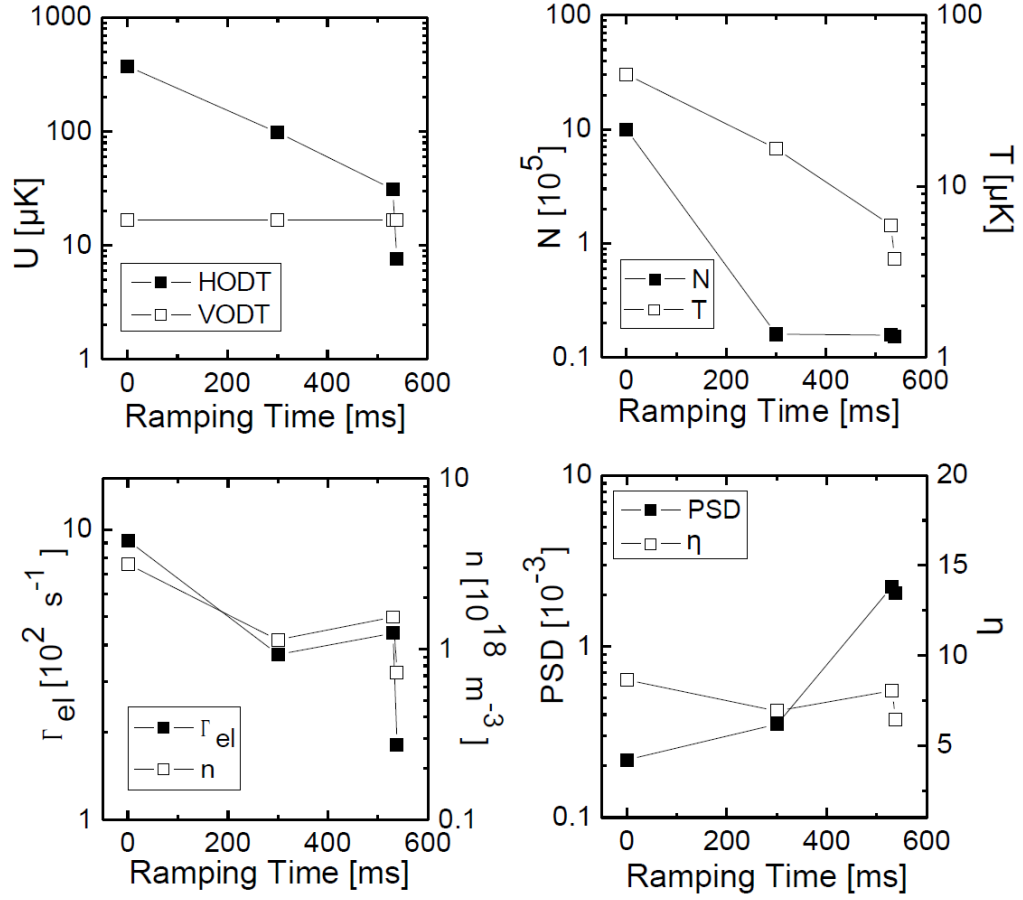 1000
100
10
1
U [µK]
HODT
VODT
0 200 400 600
Ramping Time [ms]
10
1
0.1
N [10^5]
100
10
1
T [µK]
N
T
0 200 400 600
Ramping Time [ms]
10
1
Γ_el [10^2 s^-1]
10
1
0.1
n [10^18 m^-3]
Γ_el
n
0 200 400 600
Ramping Time [ms]
10
1
0.1
PSD [10^-3]
20
15
10
5
η
PSD
η
0 200 400 600
Ramping Time [ms]